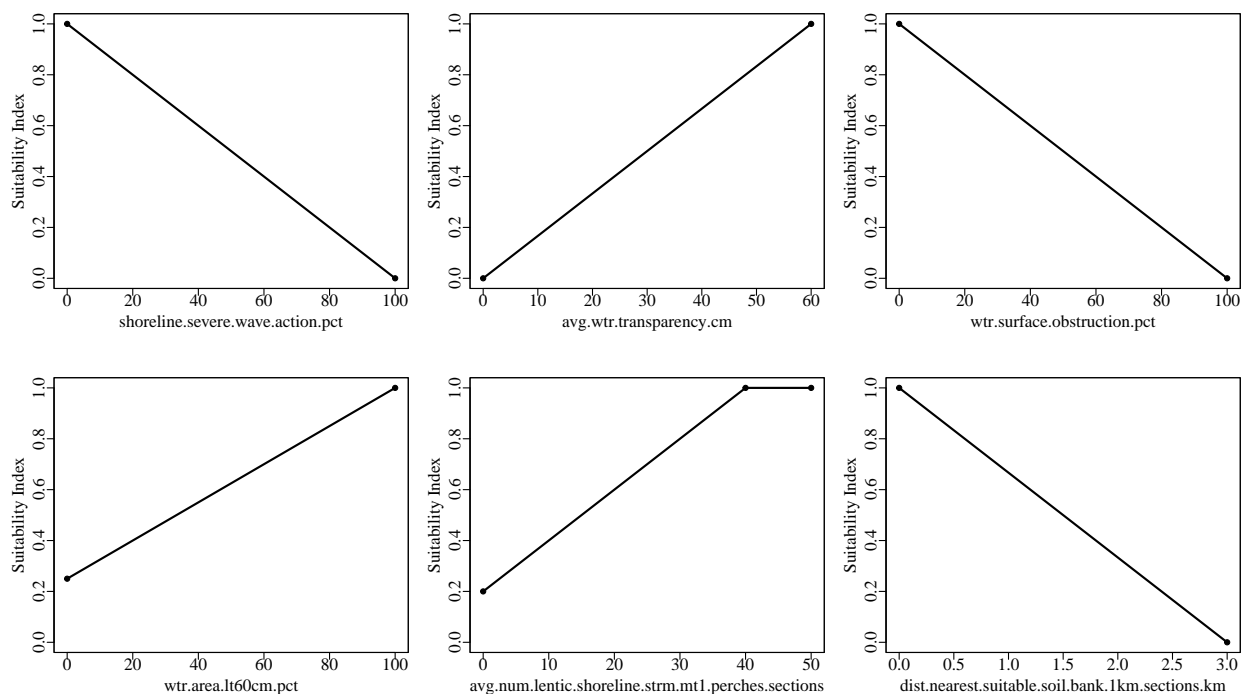 Suitability Index
0.0 0.2 0.4 0.6 0.8 1.0
0 20 40 60 80 100
shoreline.severe.wave.action.pct
Suitability Index
0.0 0.2 0.4 0.6 0.8 1.0
0 10 20 30 40 50 60
avg.wtr.transparency.cm
Suitability Index
0.0 0.2 0.4 0.6 0.8 1.0
0 20 40 60 80 100
wtr.surface.obstruction.pct
Suitability Index
0.0 0.2 0.4 0.6 0.8 1.0
0 20 40 60 80 100
wtr.area.lt60cm.pct
Suitability Index
0.0 0.2 0.4 0.6 0.8 1.0
0 10 20 30 40 50
avg.num.lentic.shoreline.strm.mt1.perches.sections
Suitability Index
0.0 0.2 0.4 0.6 0.8 1.0
0.0 0.5 1.0 1.5 2.0 2.5 3.0
dist.nearest.suitable.soil.bank.1km.sections.km